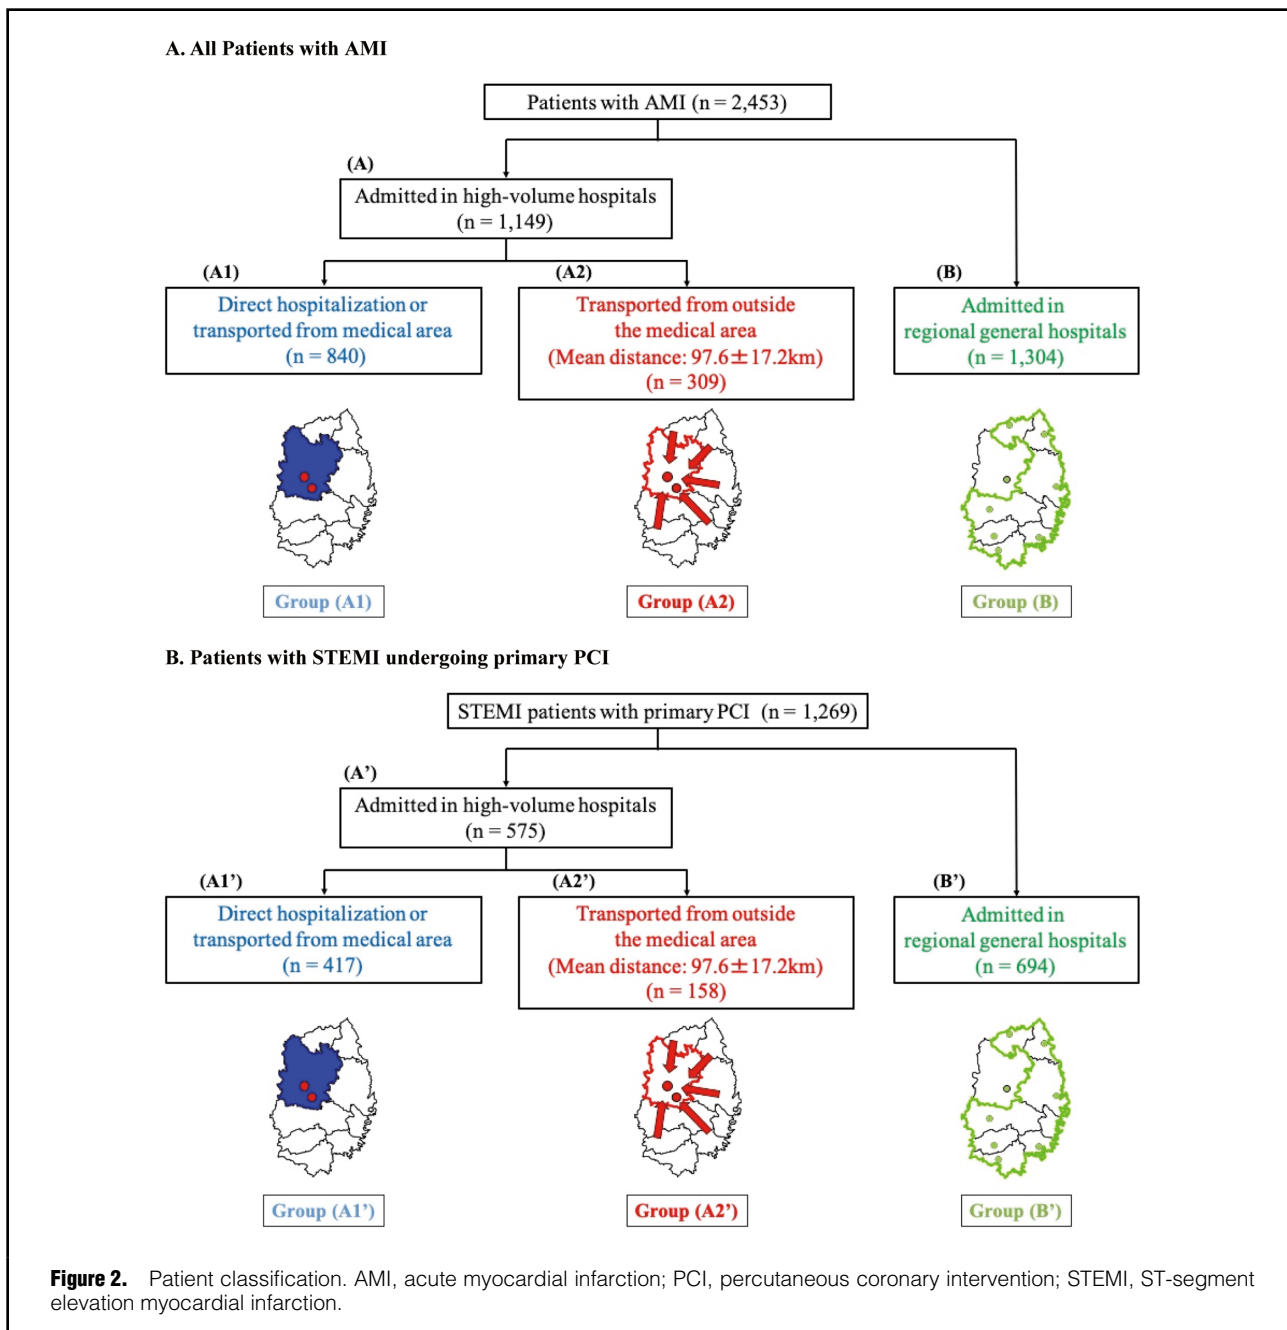 A. All Patients with AMI
Patients with AMI (n = 2,453)
(A)
Admitted in high-volume hospitals
(n = 1,149)
(A1)
Direct hospitalization or
transported from medical area
(n = 840)
(A2)
Transported from outside
the medical area
(Mean distance: 97.6±17.2km)
(n = 309)
(B)
Admitted in
regional general hospitals
(n = 1,304)
Group (A1)
Group (A2)
Group (B)
B. Patients with STEMI undergoing primary PCI
STEMI patients with primary PCI (n = 1,269)
(A’)
Admitted in high-volume hospitals
(n = 575)
(A1’)
Direct hospitalization or
transported from medical area
(n = 417)
(A2’)
Transported from outside
the medical area
(Mean distance: 97.6±17.2km)
(n = 158)
(B’)
Admitted in
regional general hospitals
(n = 694)
Group (A1’)
Group (A2’)
Group (B’)
Figure 2. Patient classification. AMI, acute myocardial infarction; PCI, percutaneous coronary intervention; STEMI, ST-segment
elevation myocardial infarction.